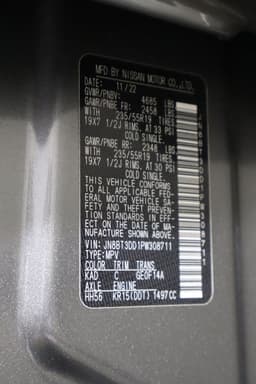 MFD BY NISSAN MOTOR CO.,LTD.
DATE: 11/22
GVWR/PNBV: 4685 LBS
GAWR/PNBE FR: 2458 LBS
WITH 235/55R19 TIRES
19X7 1/2J RIMS AT 33 PSI
COLD SINGLE.
GAWR/PNBE RR: 2348 LBS
WITH 235/55R19 TIRES
19X7 1/2J RIMS AT 30 PSI
COLD SINGLE.
THIS VEHICLE CONFORMS
TO ALL APPLICABLE FED-
ERAL MOTOR VEHICLE SA-
FETY AND THEFT PREVEN-
TION STANDARDS IN EFF-
ECT ON THE DATE OF MA-
NUFACTURE SHOWN ABOVE.
VIN: JN8BT3DD1PW308711
TYPE: MPV
COLOR TRIM TRANS
KAD C GE0F14A
AXLE ENGINE
HH56 KR15(DDT) 1497CC